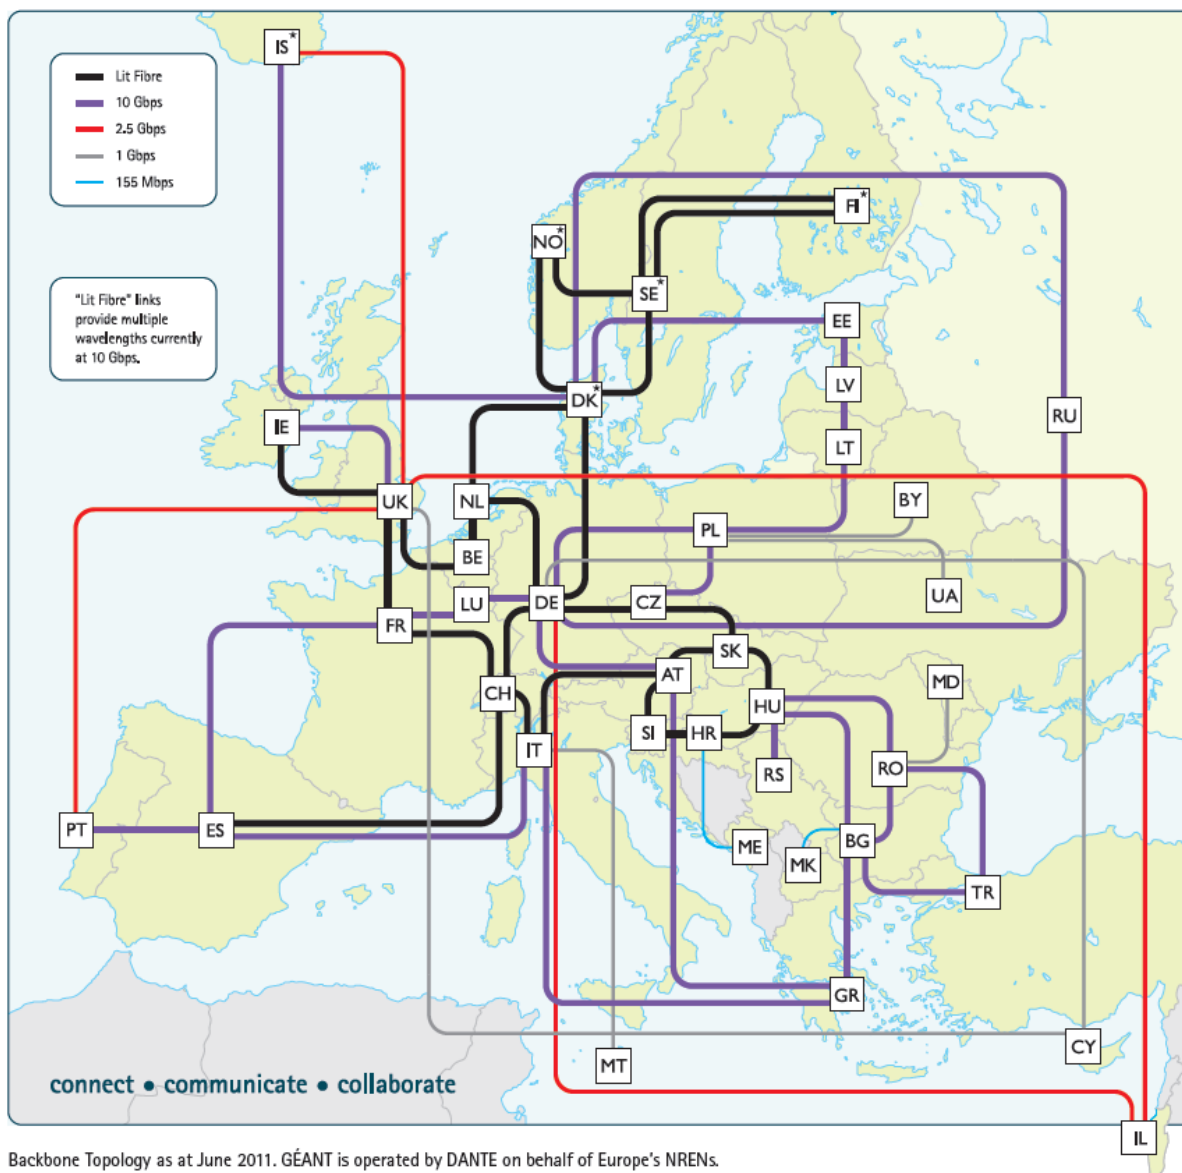 IS*
Lit Fibre
10 Gbps
2.5 Gbps
1 Gbps
155 Mbps
FI*
NO*
SE*
"Lit Fibre" links
provide multiple
wavelengths currently
at 10 Gbps.
EE
LV
DK*
RU
IE
LT
UK
NL
BY
PL
BE
UA
LU
DE
CZ
FR
SK
AT
MD
CH
HU
SI
HR
IT
RO
RS
PT
ES
BG
ME
MK
TR
GR
CY
MT
connect • communicate • collaborate
IL
Backbone Topology as at June 2011. GÉANT is operated by DANTE on behalf of Europe's NRENs.